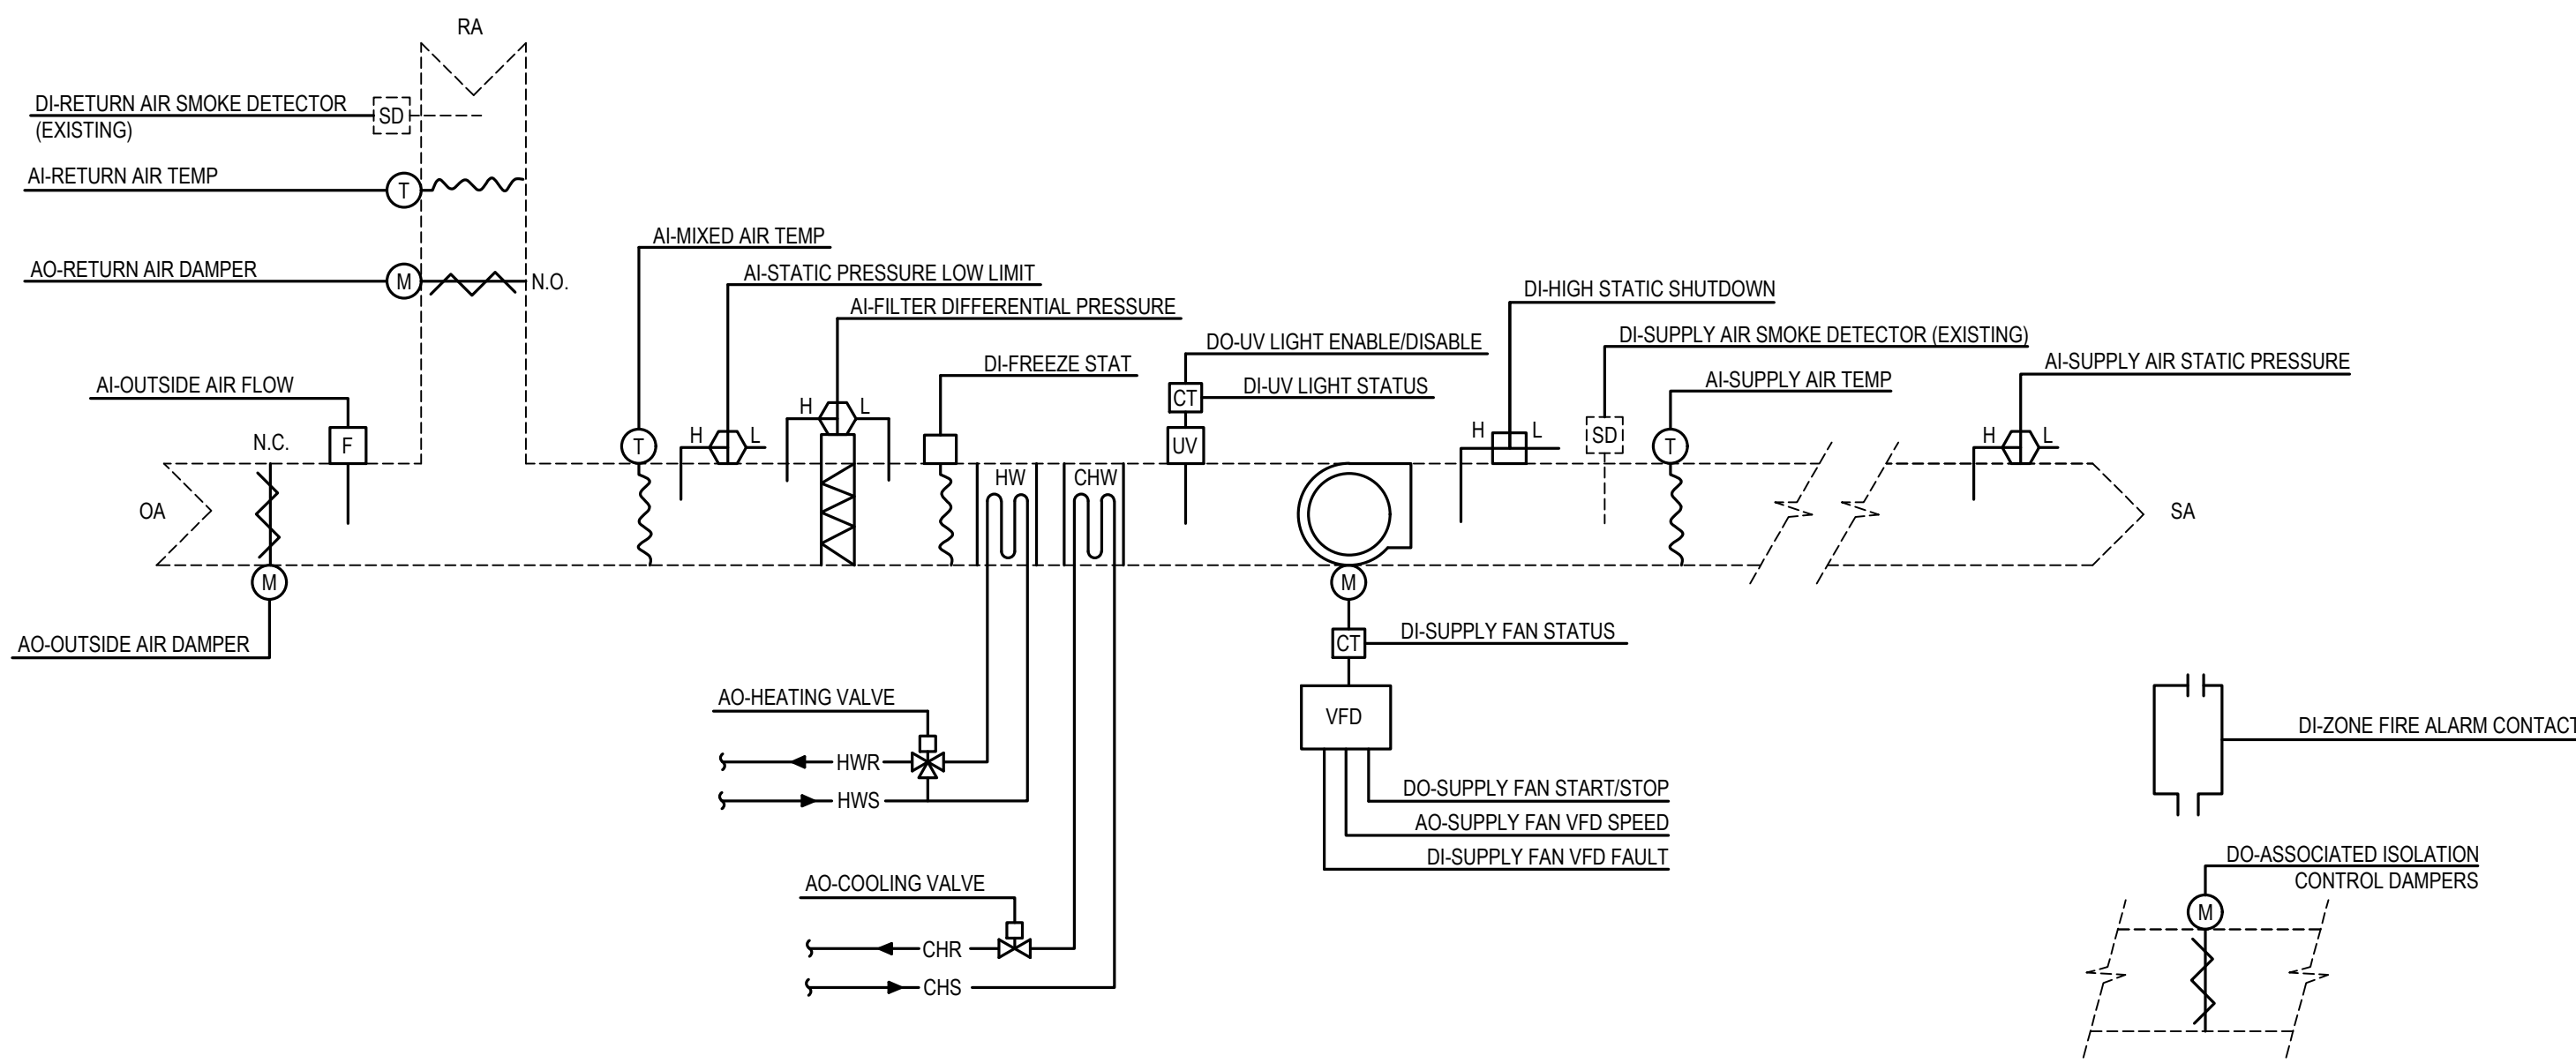 RA
DI-RETURN AIR SMOKE DETECTOR
(EXISTING)
SD
AI-RETURN AIR TEMP
T
AO-RETURN AIR DAMPER
M
N.O.
AI-OUTSIDE AIR FLOW
N.C.
F
OA
M
AO-OUTSIDE AIR DAMPER
AI-MIXED AIR TEMP
T
AI-STATIC PRESSURE LOW LIMIT
H
L
AI-FILTER DIFFERENTIAL PRESSURE
H
L
DI-FREEZE STAT
HW
CHW
DO-UV LIGHT ENABLE/DISABLE
CT
DI-UV LIGHT STATUS
UV
DI-HIGH STATIC SHUTDOWN
H
L
DI-SUPPLY AIR SMOKE DETECTOR (EXISTING)
SD
AI-SUPPLY AIR TEMP
T
AI-SUPPLY AIR STATIC PRESSURE
H
L
SA
M
CT
DI-SUPPLY FAN STATUS
VFD
DO-SUPPLY FAN START/STOP
AO-SUPPLY FAN VFD SPEED
DI-SUPPLY FAN VFD FAULT
AO-HEATING VALVE
HWR
HWS
AO-COOLING VALVE
CHR
CHS
DI-ZONE FIRE ALARM CONTACT
DO-ASSOCIATED ISOLATION
CONTROL DAMPERS
M